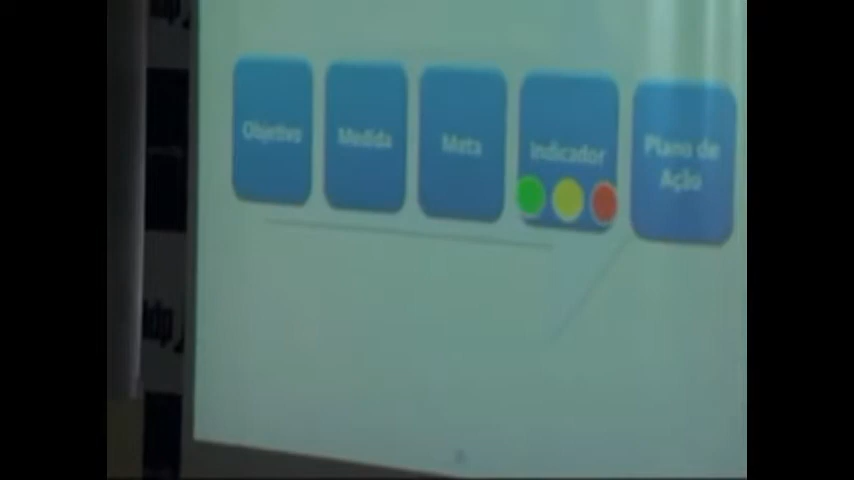 Objetivo
Medida
Meta
Indicador
Plano de
Ação